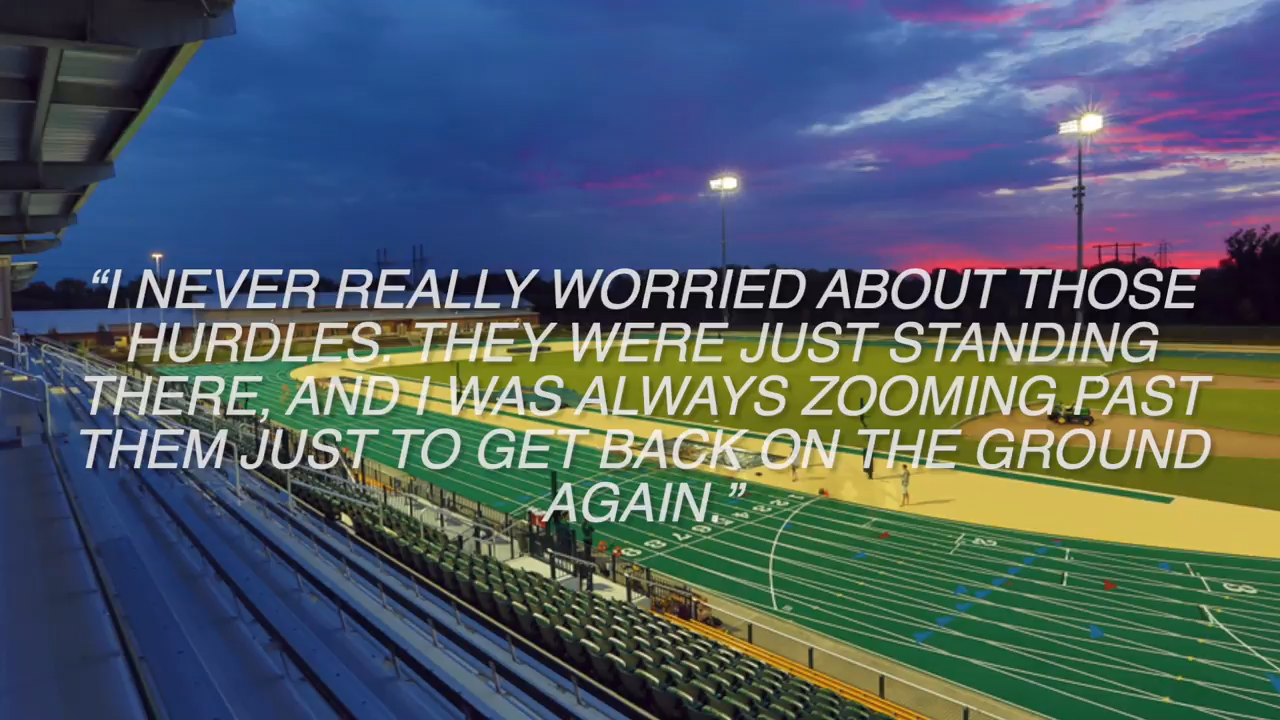 “I NEVER REALLY WORRIED ABOUT THOSE
HURDLES. THEY WERE JUST STANDING
THERE, AND I WAS ALWAYS ZOOMING PAST
THEM JUST TO GET BACK ON THE GROUND
AGAIN.”